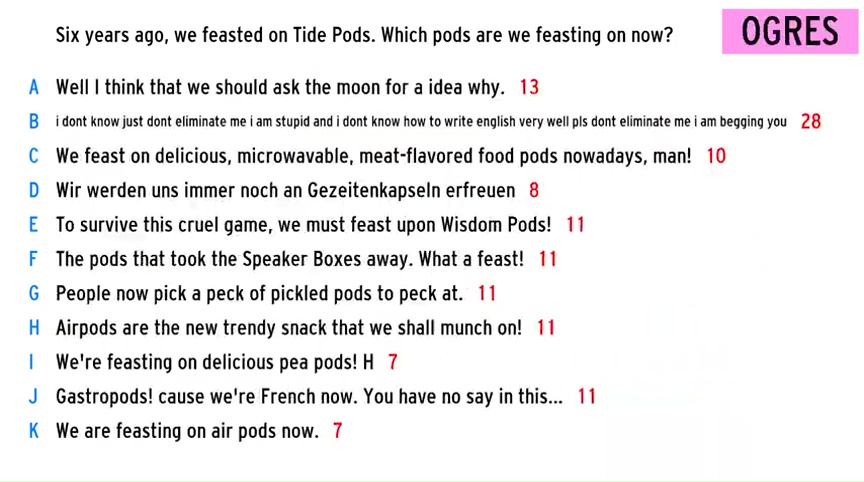 Six years ago, we feasted on Tide Pods. Which pods are we feasting on now?
OGRES
A Well I think that we should ask the moon for a idea why. 13
B i dont know just dont eliminate me i am stupid and i dont know how to write english very well pls dont eliminate me i am begging you 28
C We feast on delicious, microwavable, meat-flavored food pods nowadays, man! 10
D Wir werden uns immer noch an Gezeitenkapseln erfreuen 8
E To survive this cruel game, we must feast upon Wisdom Pods! 11
F The pods that took the Speaker Boxes away. What a feast! 11
G People now pick a peck of pickled pods to peck at. 11
H Airpods are the new trendy snack that we shall munch on! 11
I We're feasting on delicious pea pods! H 7
J Gastropods! cause we're French now. You have no say in this... 11
K We are feasting on air pods now. 7